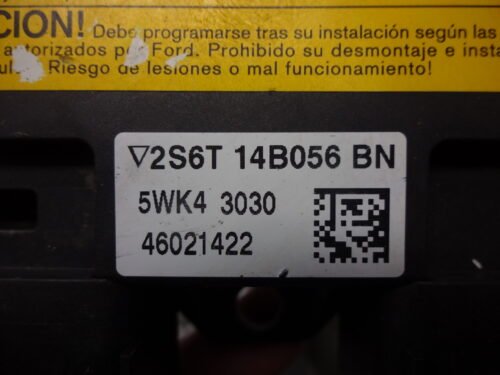 CION! Debe programarse tras su instalación según las
autorizados por Ford. Prohibido su desmontaje e insta
Riesgo de lesiones o mal funcionamiento!
▽2S6T 14B056 BN
5WK4 3030
46021422